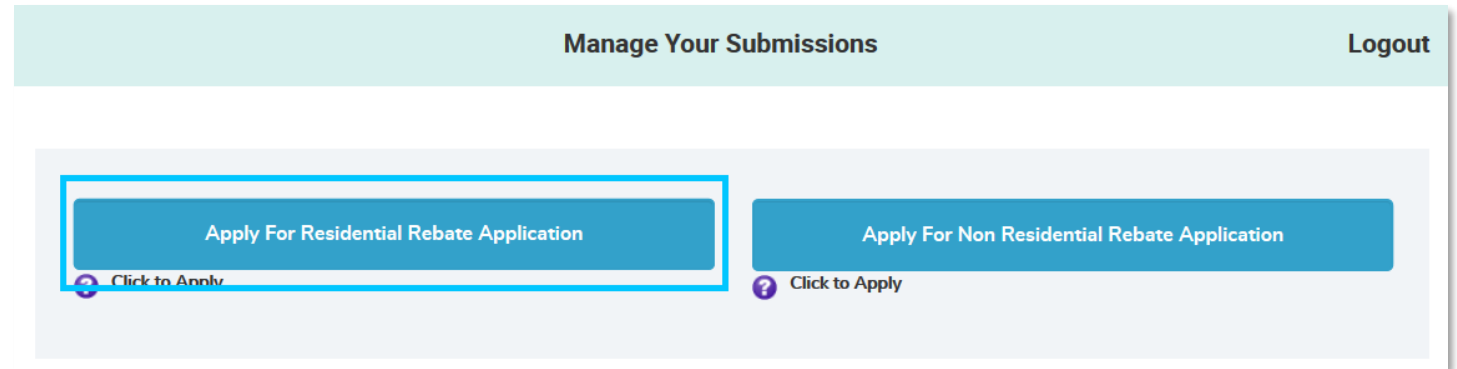 Manage Your Submissions
Logout
Apply For Residential Rebate Application
Apply For Non Residential Rebate Application
Click to Apply
Click to Apply